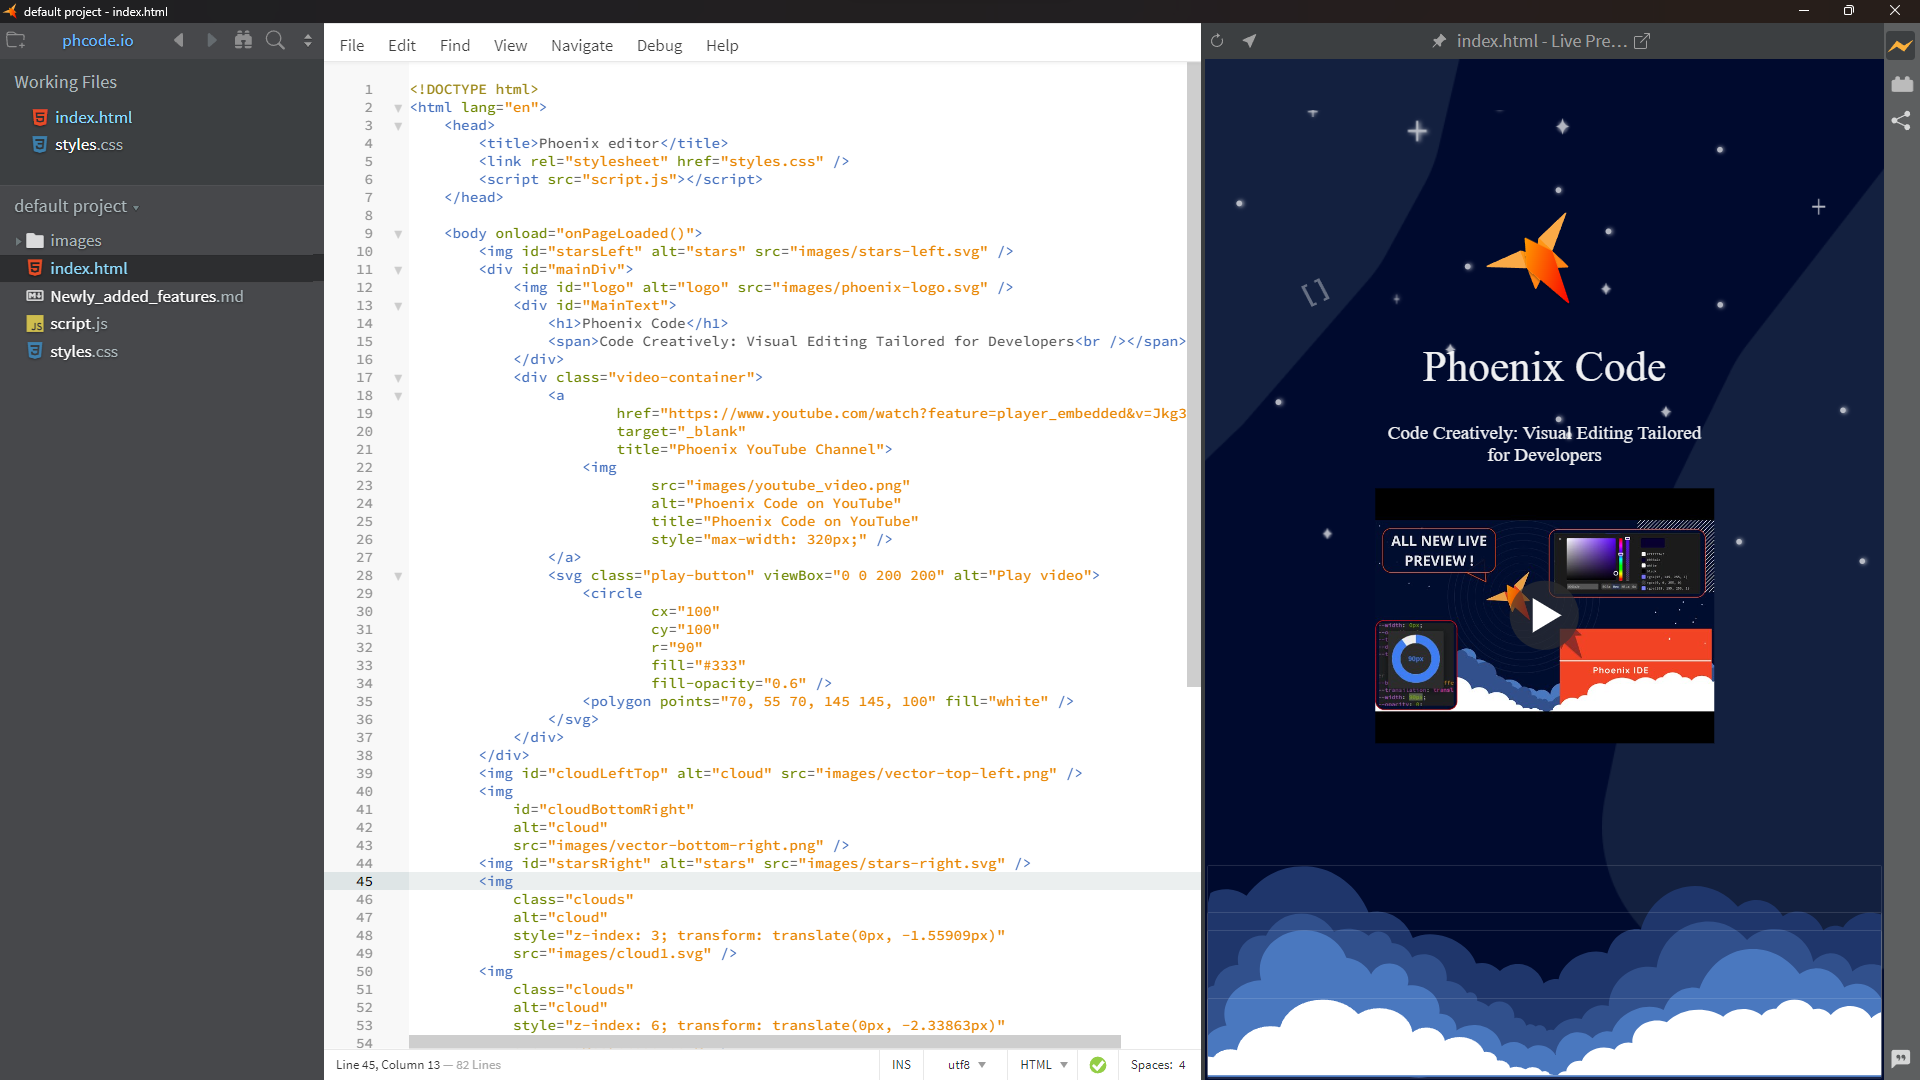 default project - index.html
phcode.io
Working Files
index.html
styles.css
default project
images
index.html
Newly_added_features.md
script.js
styles.css
File Edit Find View Navigate Debug Help
1 <!DOCTYPE html>
2 <html lang="en">
3 <head>
4 <title>Phoenix editor</title>
5 <link rel="stylesheet" href="styles.css" />
6 <script src="script.js"></script>
7 </head>
8
9 <body onload="onPageLoaded()">
10 <img id="starsLeft" alt="stars" src="images/stars-left.svg" />
11 <div id="mainDiv">
12 <img id="logo" alt="logo" src="images/phoenix-logo.svg" />
13 <div id="MainText">
14 <h1>Phoenix Code</h1>
15 <span>Code Creatively: Visual Editing Tailored for Developers<br /></span>
16 </div>
17 <div class="video-container">
18 <a
19 href="https://www.youtube.com/watch?feature=player_embedded&v=Jkg3
20 target="_blank"
21 title="Phoenix YouTube Channel">
22 <img
23 src="images/youtube_video.png"
24 alt="Phoenix Code on YouTube"
25 title="Phoenix Code on YouTube"
26 style="max-width: 320px;" />
27 </a>
28 <svg class="play-button" viewBox="0 0 200 200" alt="Play video">
29 <circle
30 cx="100"
31 cy="100"
32 r="90"
33 fill="#333"
34 fill-opacity="0.6" />
35 <polygon points="70, 55 70, 145 145, 100" fill="white" />
36 </svg>
37 </div>
38 </div>
39 <img id="cloudLeftTop" alt="cloud" src="images/vector-top-left.png" />
40 <img
41 id="cloudBottomRight"
42 alt="cloud"
43 src="images/vector-bottom-right.png" />
44 <img id="starsRight" alt="stars" src="images/stars-right.svg" />
45 <img
46 class="clouds"
47 alt="cloud"
48 style="z-index: 3; transform: translate(0px, -1.55909px)"
49 src="images/cloud1.svg" />
50 <img
51 class="clouds"
52 alt="cloud"
53 style="z-index: 6; transform: translate(0px, -2.33863px)"
54
Line 45, Column 13 — 82 Lines
INS utf8 HTML Spaces: 4
index.html - Live Pre...
[ ]
Phoenix Code
Code Creatively: Visual Editing Tailored
for Developers
ALL NEW LIVE
PREVIEW !
90px
Phoenix IDE